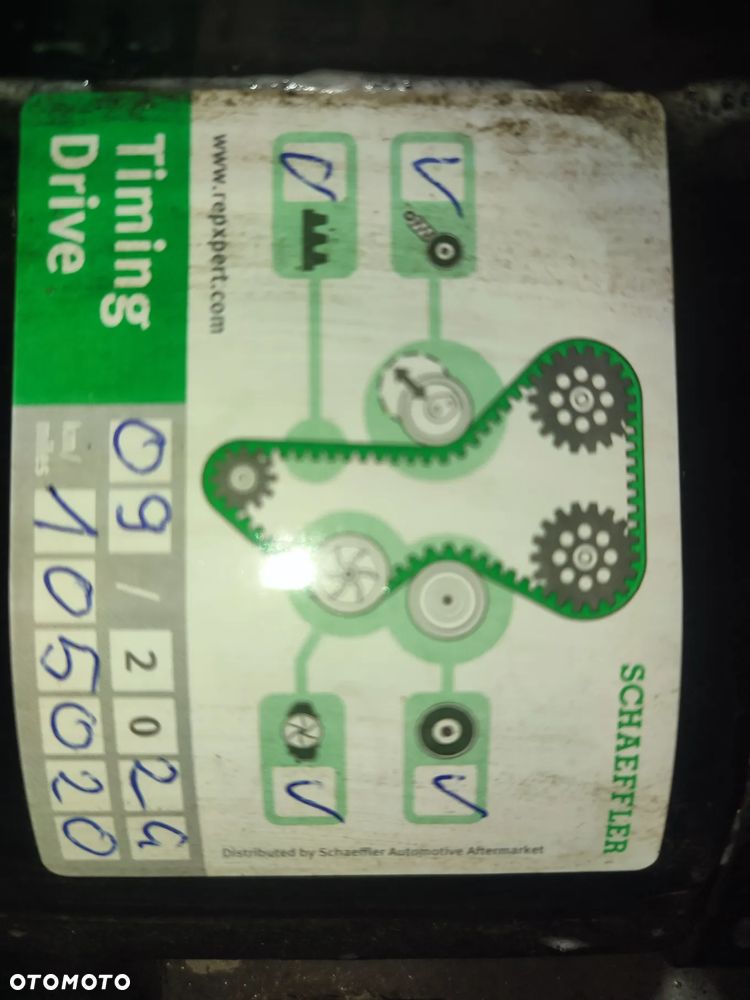 SCHAEFFLER
Distributed by Schaeffler Automotive Aftermarket
www.repxpert.com
Timing
Drive
09 / 2024
km/
miles
105020
OTOMOTO